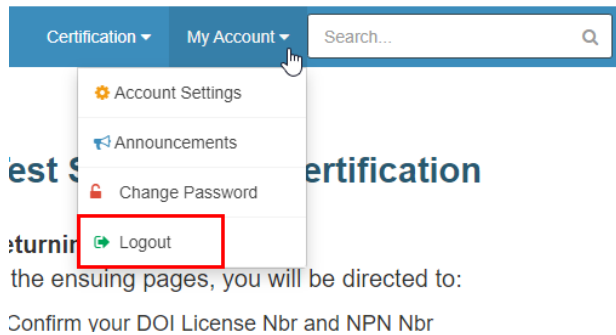 Certification My Account Search...
Account Settings
Announcements
Change Password
Logout
est S ertification
eturnin
the ensuing pages, you will be directed to:
Confirm your DOI License Nbr and NPN Nbr